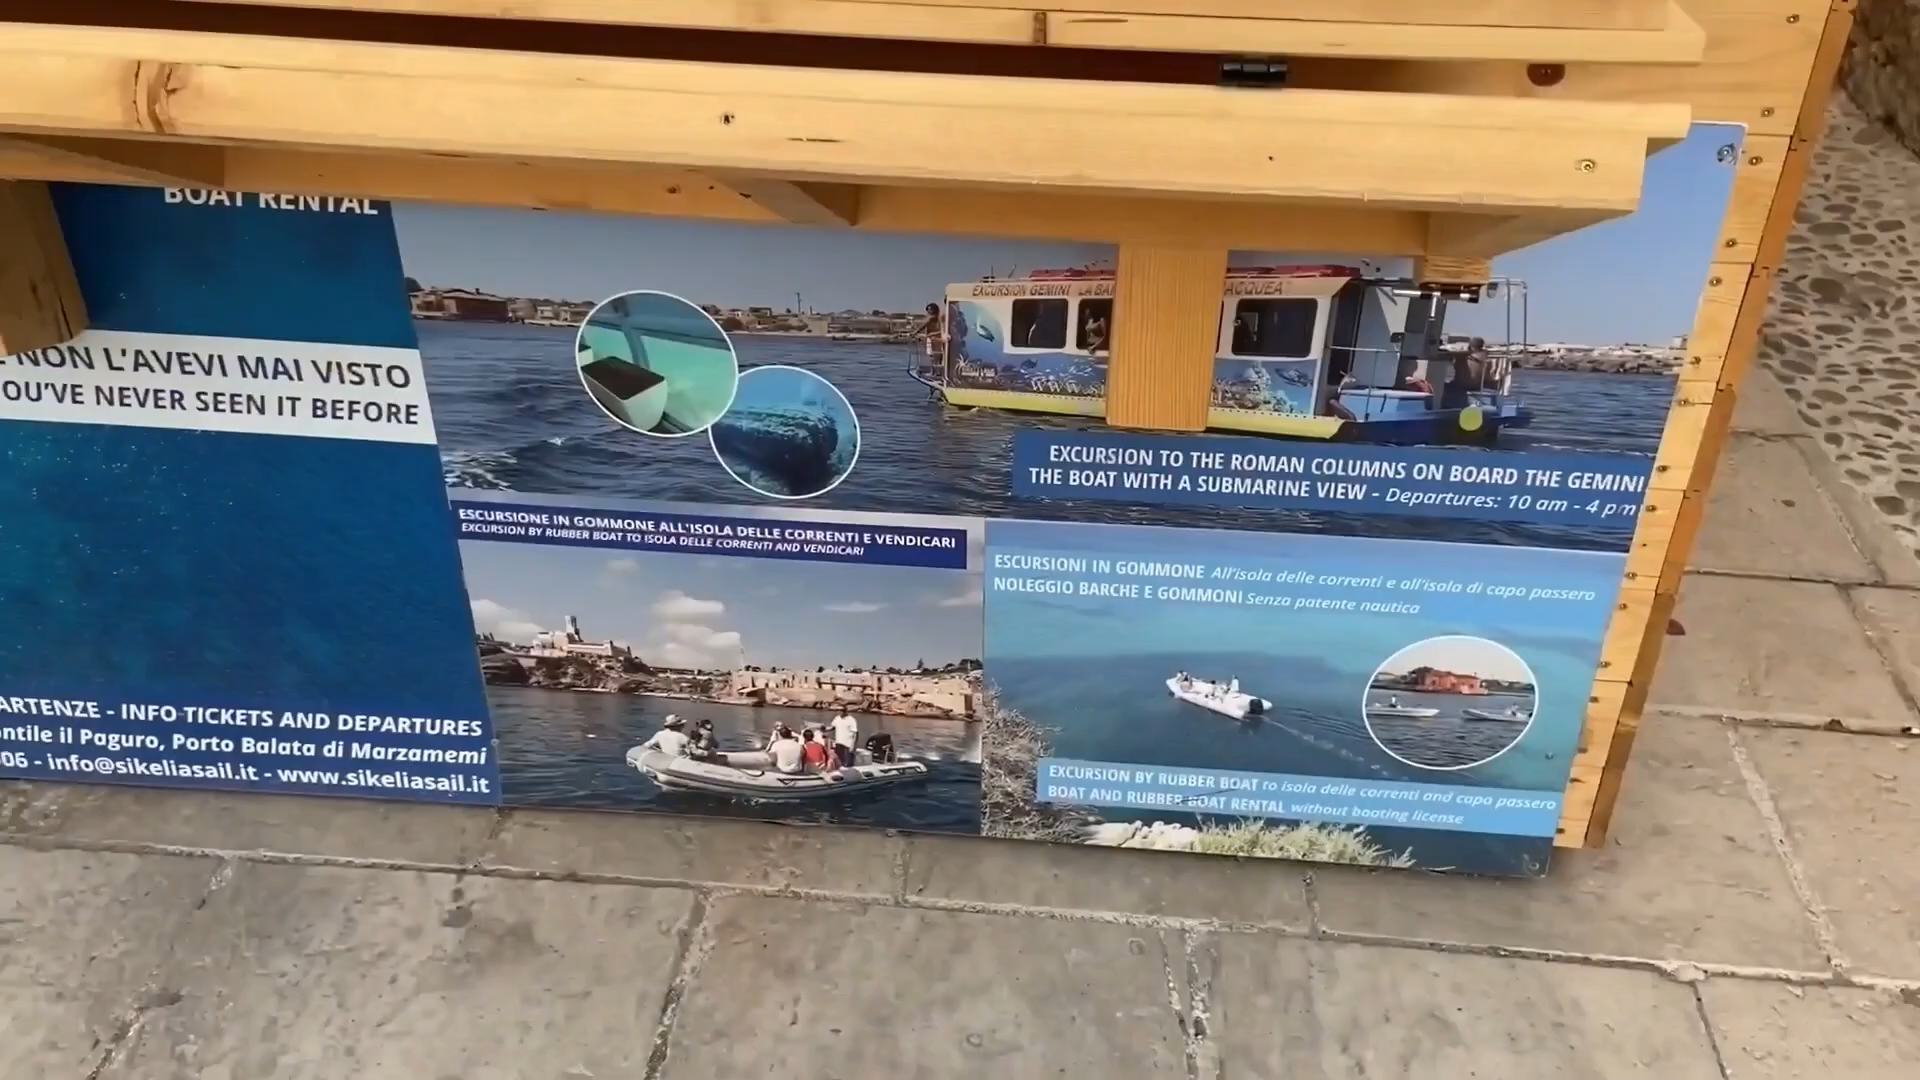 BOAT RENTAL
NON L'AVEVI MAI VISTO
OU'VE NEVER SEEN IT BEFORE
ARTENZE - INFO TICKETS AND DEPARTURES
ntile il Paguro, Porto Balata di Marzamemi
06 - info@sikeliasail.it - www.sikeliasail.it
EXCURSION GEMINI LA BAR ACQUEA
www.s
EXCURSION TO THE ROMAN COLUMNS ON BOARD THE GEMINI
THE BOAT WITH A SUBMARINE VIEW - Departures: 10 am - 4 pm
ESCURSIONE IN GOMMONE ALL'ISOLA DELLE CORRENTI E VENDICARI
EXCURSION BY RUBBER BOAT TO ISOLA DELLE CORRENTI AND VENDICARI
ESCURSIONI IN GOMMONE All'isola delle correnti e all'isola di capo passero
NOLEGGIO BARCHE E GOMMONI Senza patente nautica
EXCURSION BY RUBBER BOAT to isola delle correnti and capo passero
BOAT AND RUBBER BOAT RENTAL without boating license